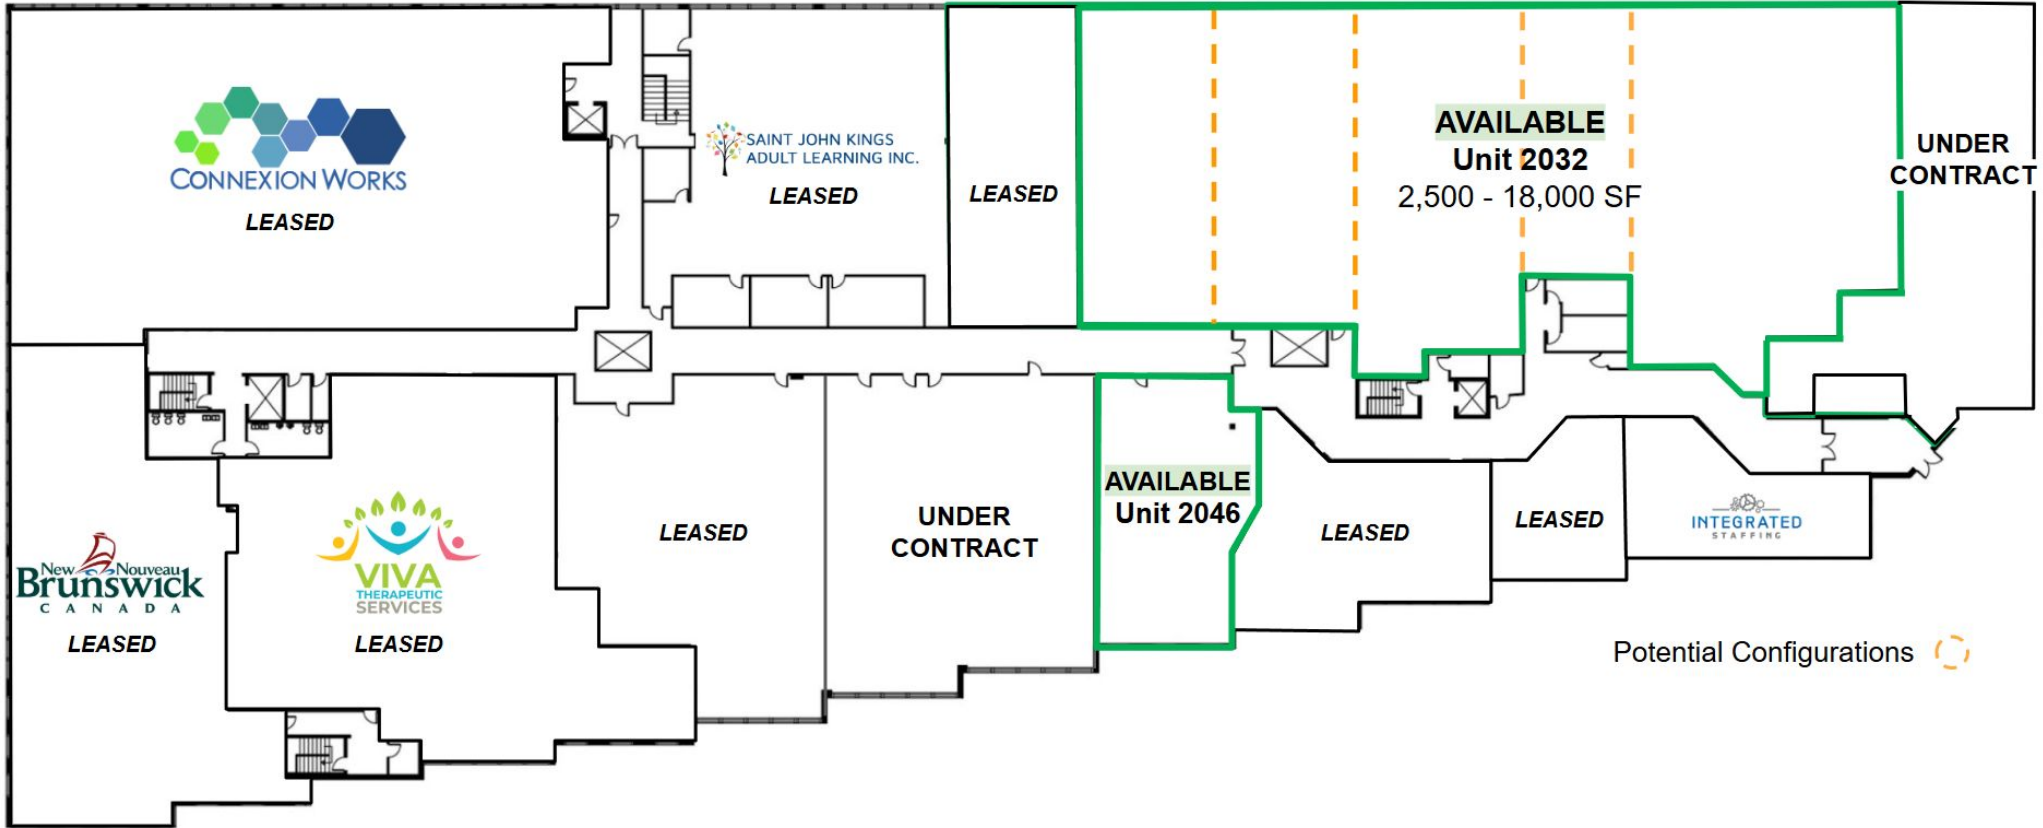 CONNEXION WORKS
LEASED
SAINT JOHN KINGS
ADULT LEARNING INC.
LEASED
LEASED
AVAILABLE
Unit 2032
2,500 - 18,000 SF
UNDER
CONTRACT
New Nouveau
Brunswick
CANADA
LEASED
VIVA
THERAPEUTIC
SERVICES
LEASED
LEASED
UNDER
CONTRACT
AVAILABLE
Unit 2046
LEASED
LEASED
INTEGRATED
STAFFING
Potential Configurations